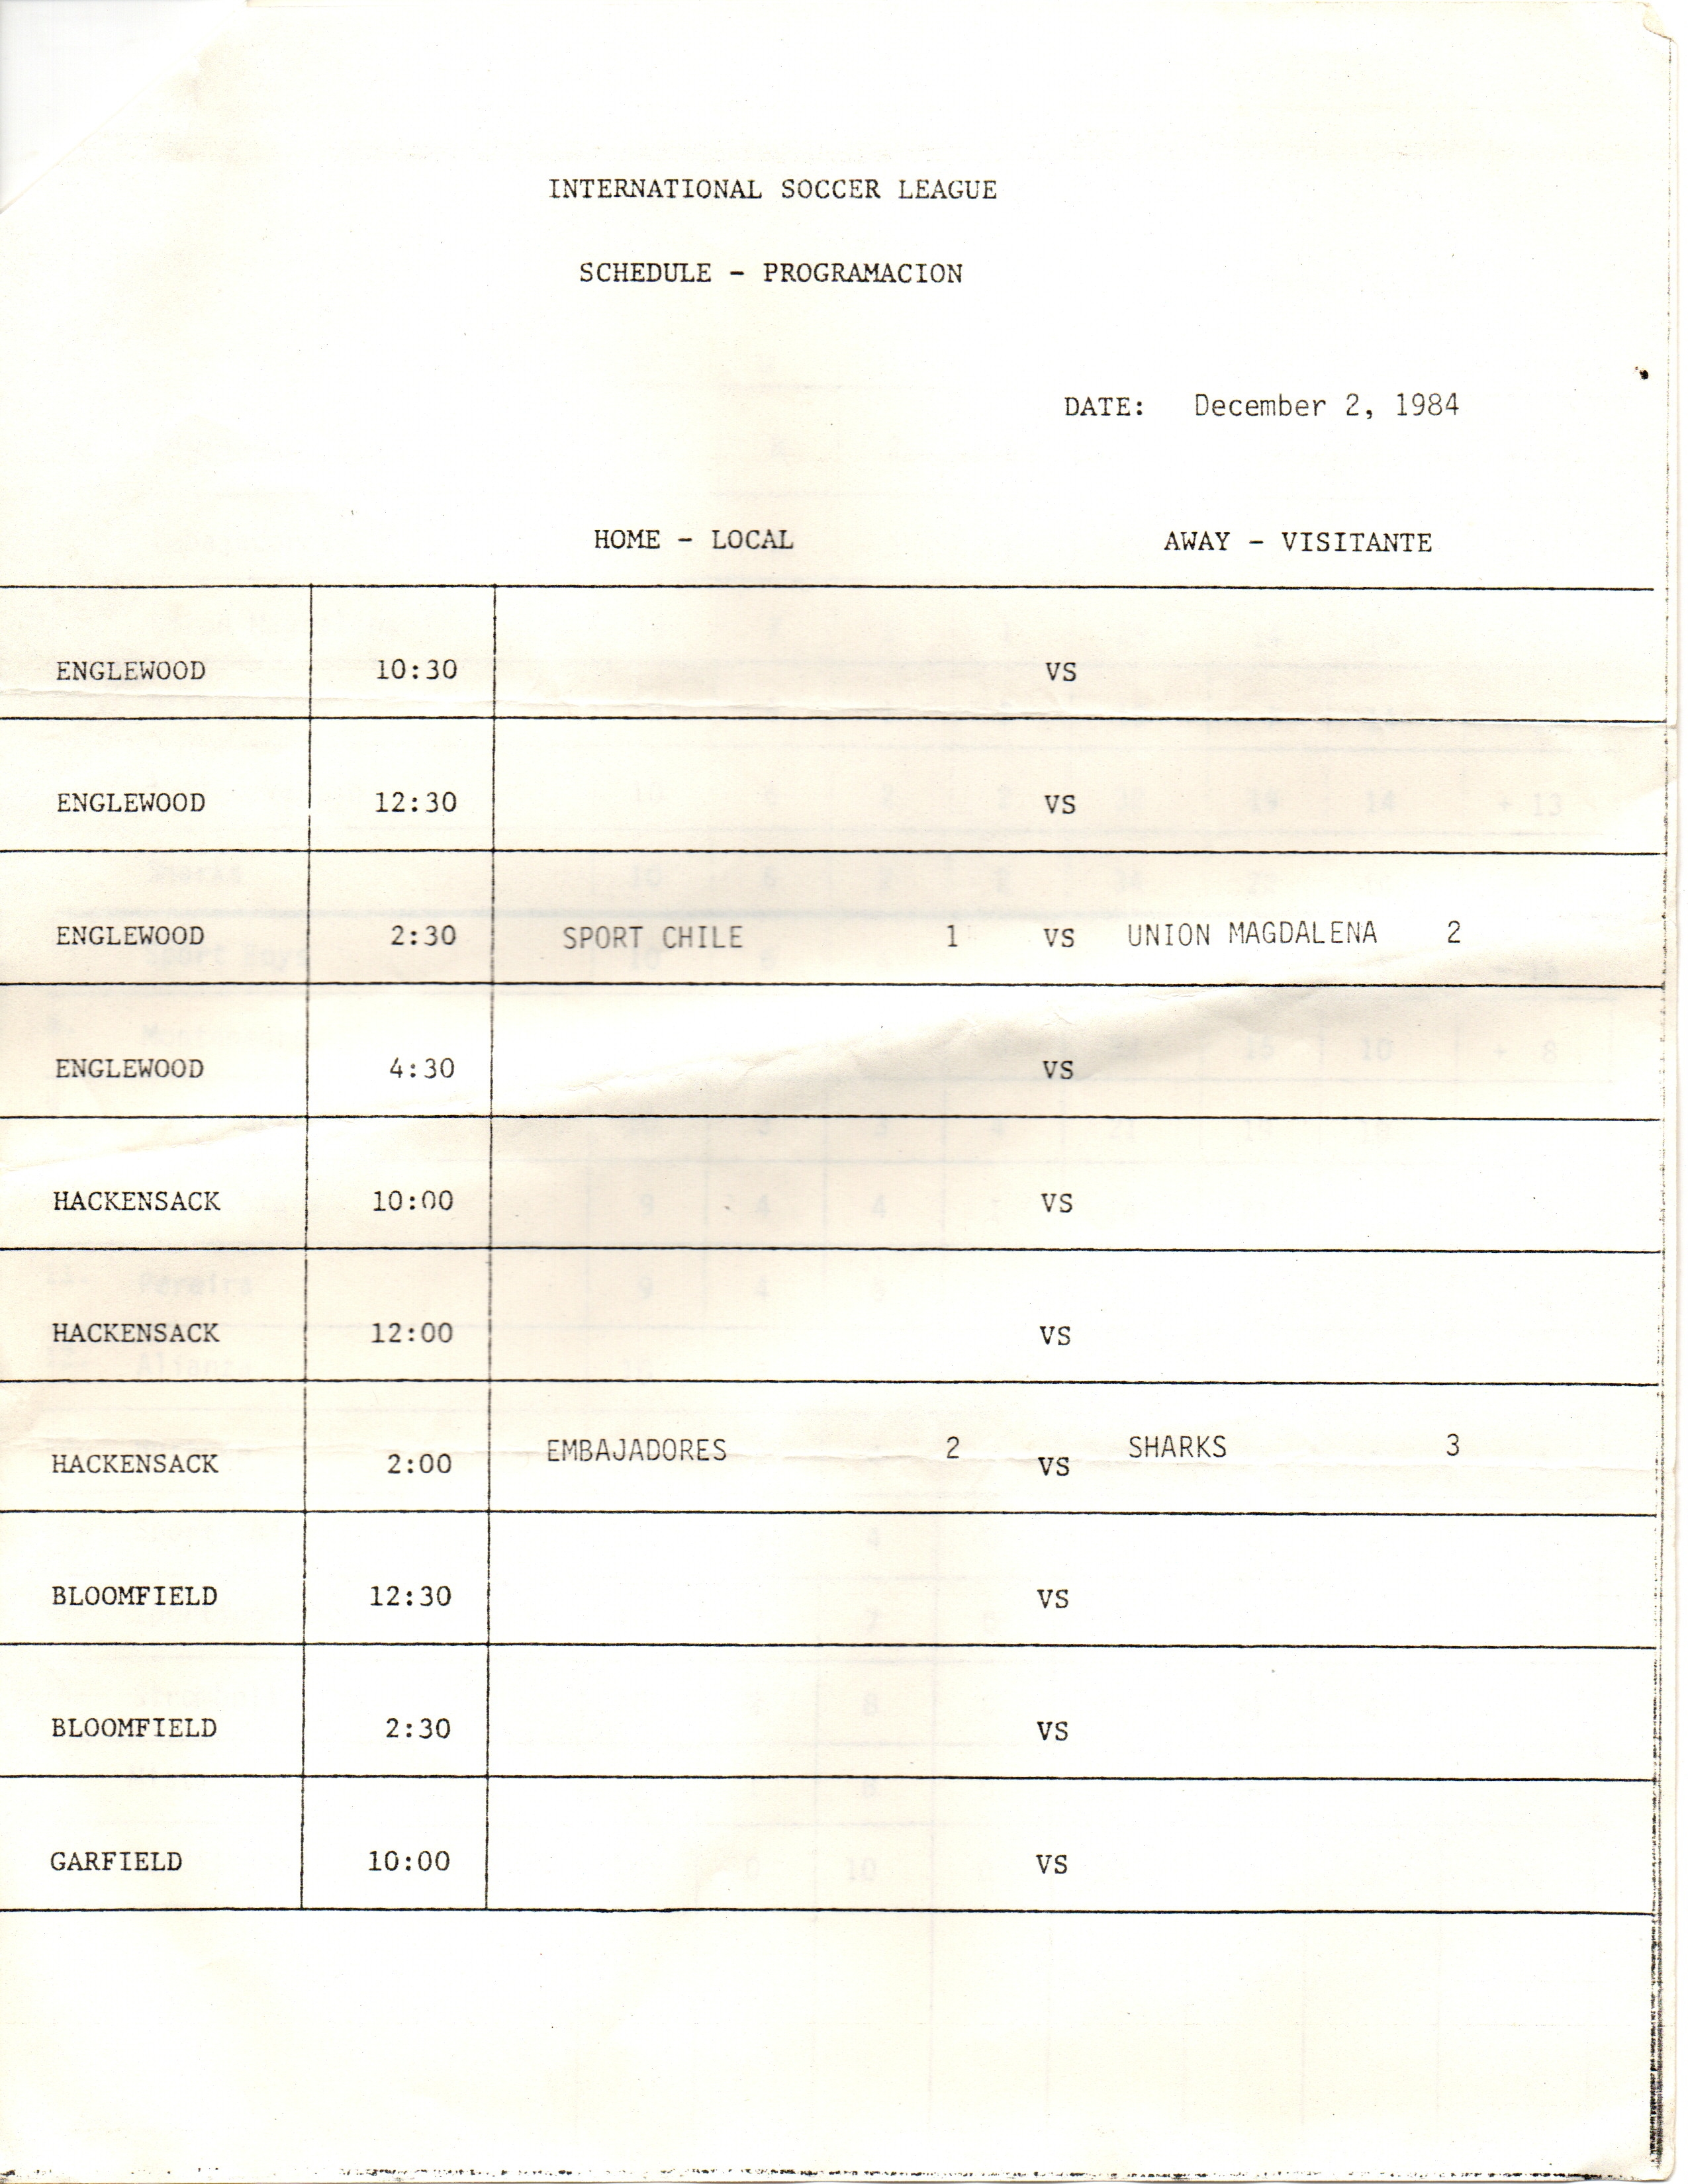 INTERNATIONAL SOCCER LEAGUE
SCHEDULE - PROGRAMACION
DATE: December 2, 1984
HOME - LOCAL AWAY - VISITANTE
ENGLEWOOD 10:30 VS
ENGLEWOOD 12:30 VS
ENGLEWOOD 2:30 SPORT CHILE 1 VS UNION MAGDALENA 2
ENGLEWOOD 4:30 VS
HACKENSACK 10:00 VS
HACKENSACK 12:00 VS
HACKENSACK 2:00 EMBAJADORES 2 VS SHARKS 3
BLOOMFIELD 12:30 VS
BLOOMFIELD 2:30 VS
GARFIELD 10:00 VS